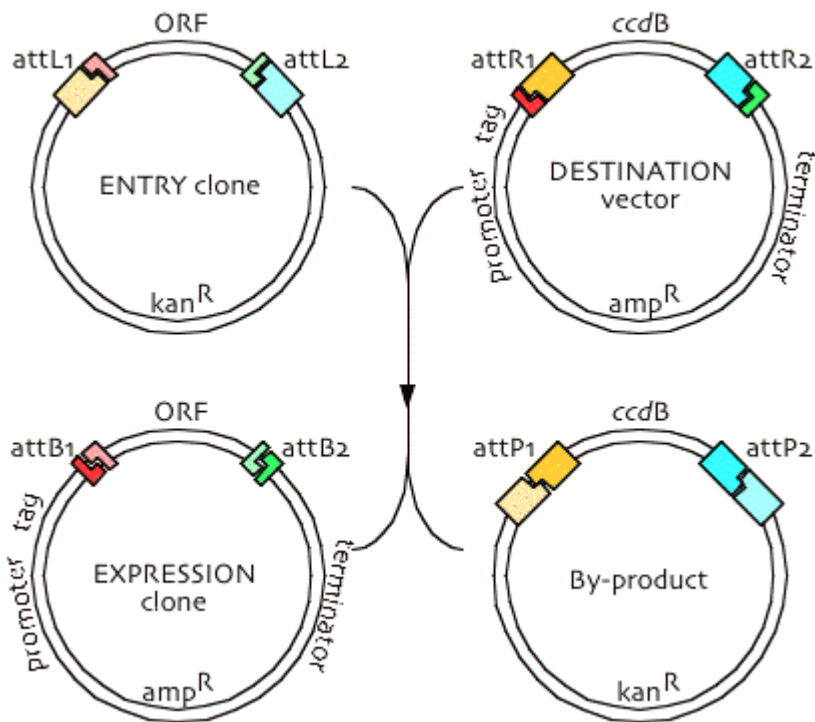 ORF
attL1
attL2
ENTRY clone
kanR
ccdB
attR1
attR2
tag
promoter
terminator
DESTINATION
vector
ampR
ORF
attB1
attB2
tag
promoter
terminator
EXPRESSION
clone
ampR
ccdB
attP1
attP2
By-product
kanR